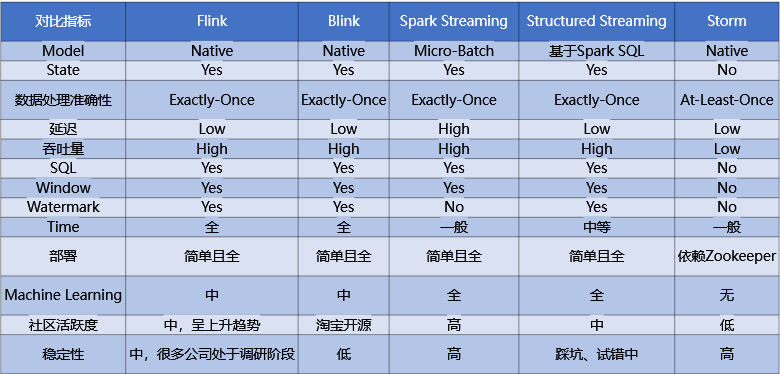 对比指标 Flink Blink Spark Streaming Structured Streaming Storm
Model Native Native Micro-Batch 基于Spark SQL Native
State Yes Yes Yes Yes No
数据处理准确性 Exactly-Once Exactly-Once Exactly-Once Exactly-Once At-Least-Once
延迟 Low Low High Low Low
吞吐量 High High High High Low
SQL Yes Yes Yes Yes No
Window Yes Yes Yes Yes No
Watermark Yes Yes No Yes No
Time 全 全 一般 中等 一般
部署 简单且全 简单且全 简单且全 简单且全 依赖Zookeeper
Machine Learning 中 中 全 全 无
社区活跃度 中，呈上升趋势 淘宝开源 高 中 低
稳定性 中，很多公司处于调研阶段 低 高 踩坑、试错中 高